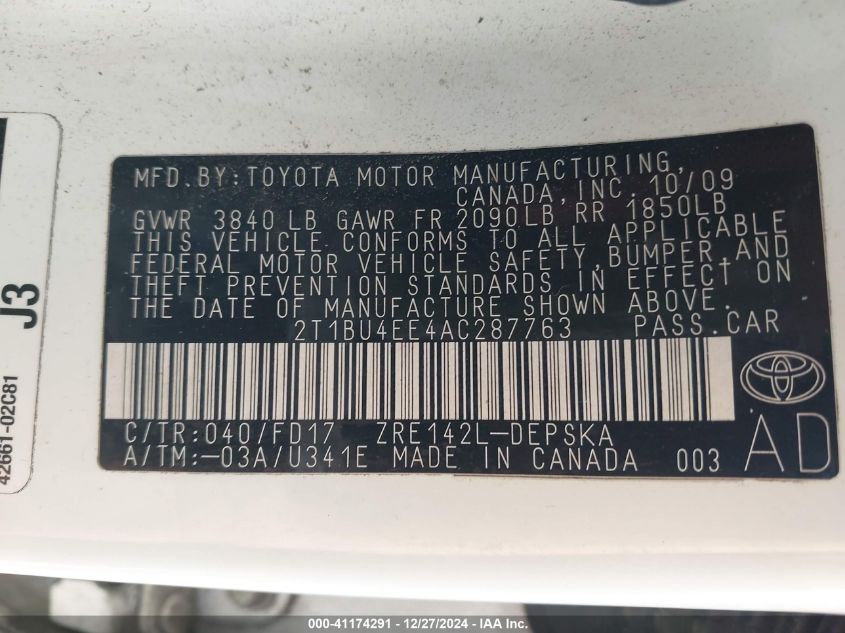 MFD.BY:TOYOTA MOTOR MANUFACTURING,
CANADA, INC. 10/09
GVWR 3840 LB GAWR FR 2090LB RR 1850LB
THIS VEHICLE CONFORMS TO ALL APPLICABLE
FEDERAL MOTOR VEHICLE SAFETY, BUMPER, AND
THEFT PREVENTION STANDARDS IN EFFECT ON
THE DATE OF MANUFACTURE SHOWN ABOVE.
2T1BU4EE4AC287763 PASS.CAR
C/TR:040/FD17 ZRE142L-DEPSKA
A/TM:-03A/U341E MADE IN CANADA 003
AD
J3
42661-02C81
000-41174291 - 12/27/2024 - IAA Inc.